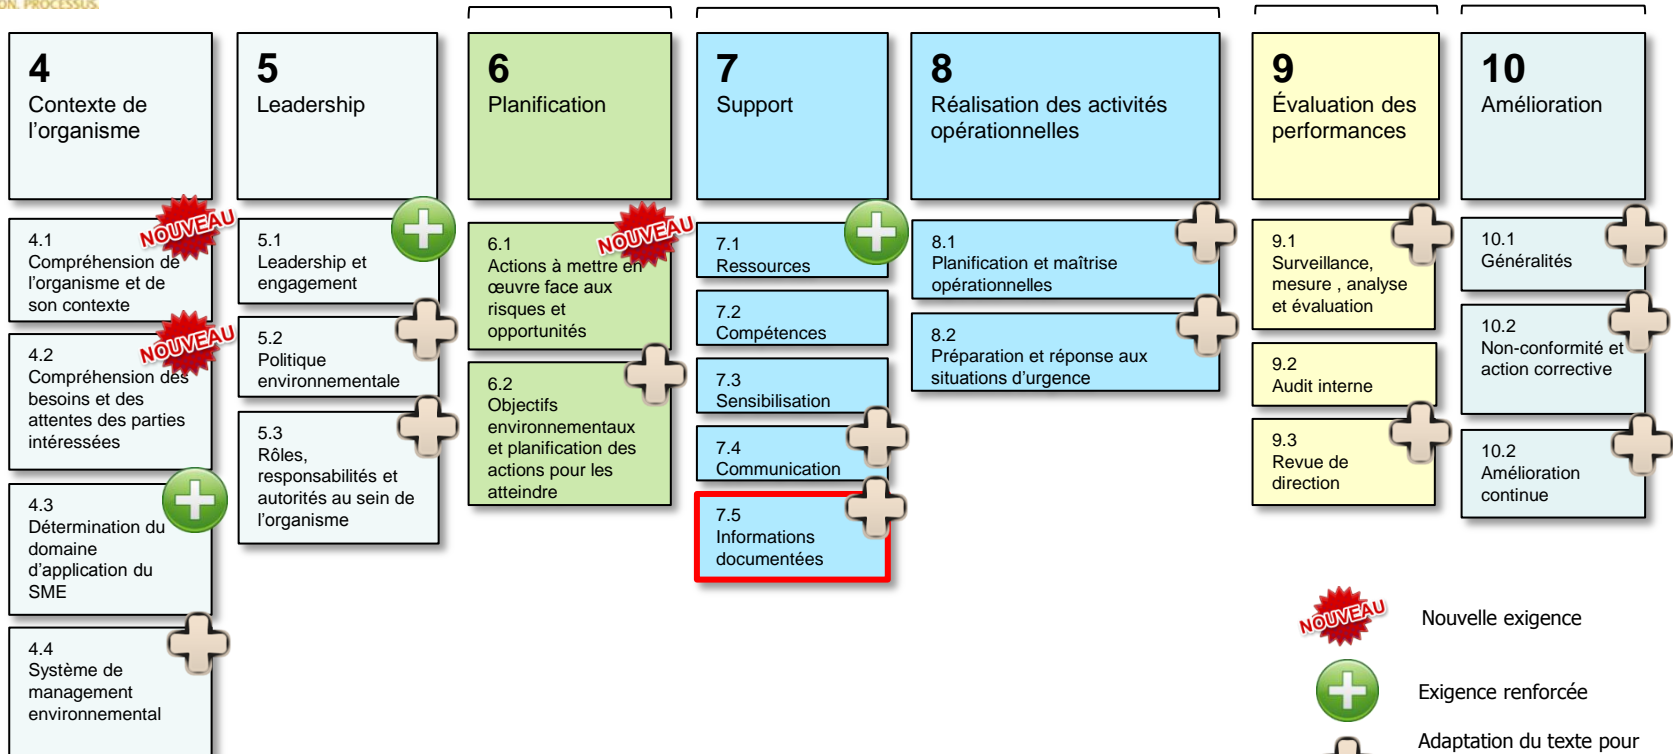 ON. PROCESSUS.
4
Contexte de
l'organisme
4.1
Compréhension de
l'organisme et de
son contexte
NOUVEAU
4.2
Compréhension des
besoins et des
attentes des parties
intéressées
NOUVEAU
4.3
Détermination du
domaine
d'application du
SME
4.4
Système de
management
environnemental
5
Leadership
5.1
Leadership et
engagement
5.2
Politique
environnementale
5.3
Rôles,
responsabilités et
autorités au sein de
l'organisme
6
Planification
6.1
Actions à mettre en
œuvre face aux
risques et
opportunités
NOUVEAU
6.2
Objectifs
environnementaux
et planification des
actions pour les
atteindre
7
Support
7.1
Ressources
7.2
Compétences
7.3
Sensibilisation
7.4
Communication
7.5
Informations
documentées
8
Réalisation des activités
opérationnelles
8.1
Planification et maîtrise
opérationnelles
8.2
Préparation et réponse aux
situations d'urgence
9
Évaluation des
performances
9.1
Surveillance,
mesure , analyse
et évaluation
9.2
Audit interne
9.3
Revue de
direction
10
Amélioration
10.1
Généralités
10.2
Non-conformité et
action corrective
10.2
Amélioration
continue
NOUVEAU
Nouvelle exigence
Exigence renforcée
Adaptation du texte pour